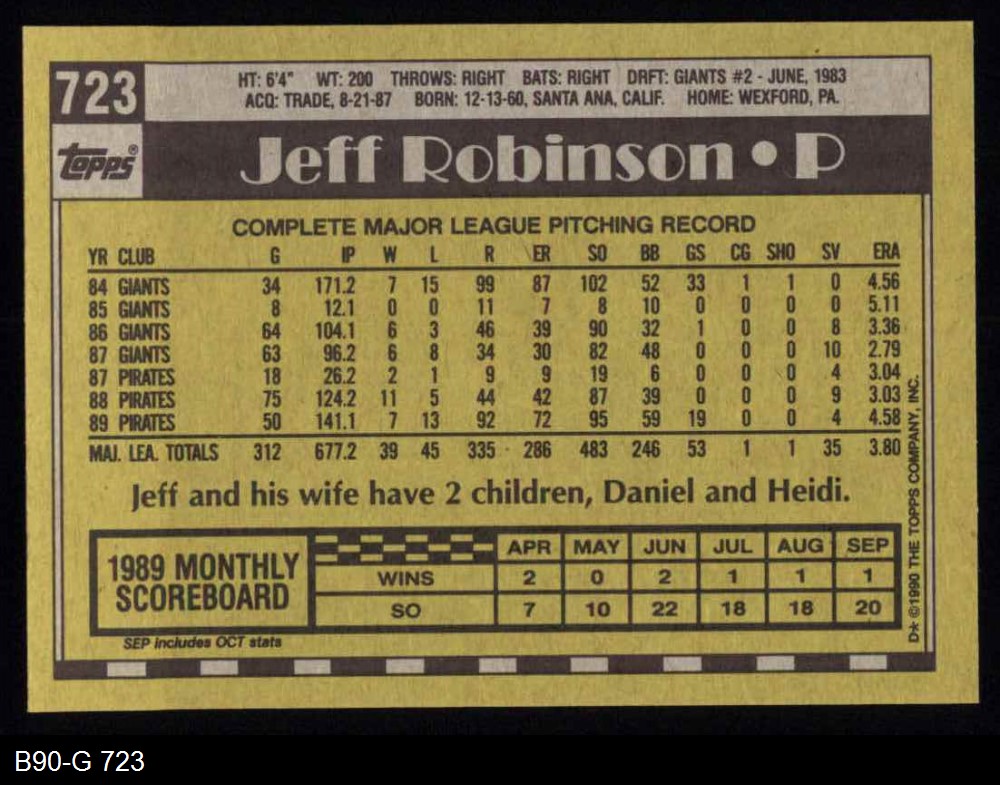 723
HT: 6'4" WT: 200 THROWS: RIGHT BATS: RIGHT DRFT: GIANTS #2 - JUNE, 1983
ACQ: TRADE, 8-21-87 BORN: 12-13-60, SANTA ANA, CALIF. HOME: WEXFORD, PA.
topps®
Jeff Robinson • P
COMPLETE MAJOR LEAGUE PITCHING RECORD
YR CLUB G IP W L R ER SO BB GS CG SHO SV ERA
84 GIANTS 34 171.2 7 15 99 87 102 52 33 1 1 0 4.56
85 GIANTS 8 12.1 0 0 11 7 8 10 0 0 0 0 5.11
86 GIANTS 64 104.1 6 3 46 39 90 32 1 0 0 8 3.36
87 GIANTS 63 96.2 6 8 34 30 82 48 0 0 0 10 2.79
87 PIRATES 18 26.2 2 1 9 9 19 6 0 0 0 4 3.04
88 PIRATES 75 124.2 11 5 44 42 87 39 0 0 0 9 3.03
89 PIRATES 50 141.1 7 13 92 72 95 59 19 0 0 4 4.58
MAJ. LEA. TOTALS 312 677.2 39 45 335 286 483 246 53 1 1 35 3.80
Jeff and his wife have 2 children, Daniel and Heidi.
1989 MONTHLY
SCOREBOARD
APR MAY JUN JUL AUG SEP
WINS 2 0 2 1 1 1
SO 7 10 22 18 18 20
SEP includes OCT stats
D* ©1990 THE TOPPS COMPANY, INC.
B90-G 723